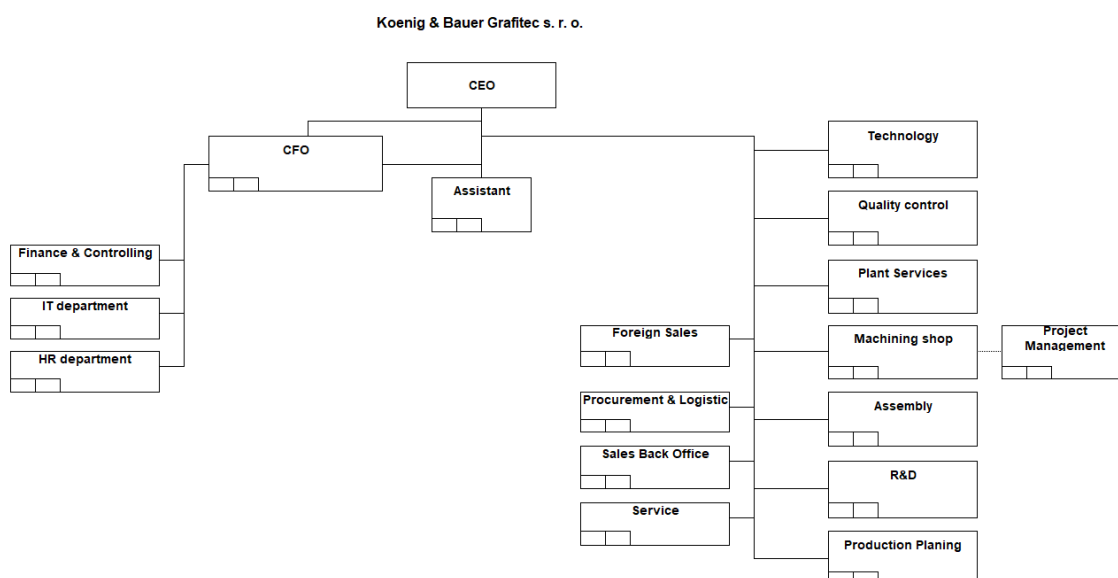 Koenig & Bauer Grafitec s. r. o.
CEO
CFO
Assistant
Finance & Controlling
IT department
HR department
Technology
Quality control
Plant Services
Foreign Sales
Machining shop
Project
Management
Procurement & Logistic
Assembly
Sales Back Office
R&D
Service
Production Planing